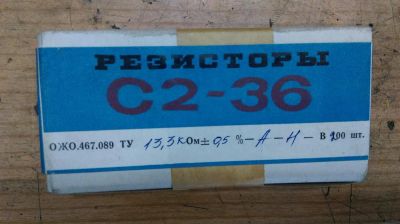 РЕЗИСТОРЫ
С2-36
ОЖО.467.089 ТУ 13,3 кОм ± 0,5 % - А - Н - В 100 шт.